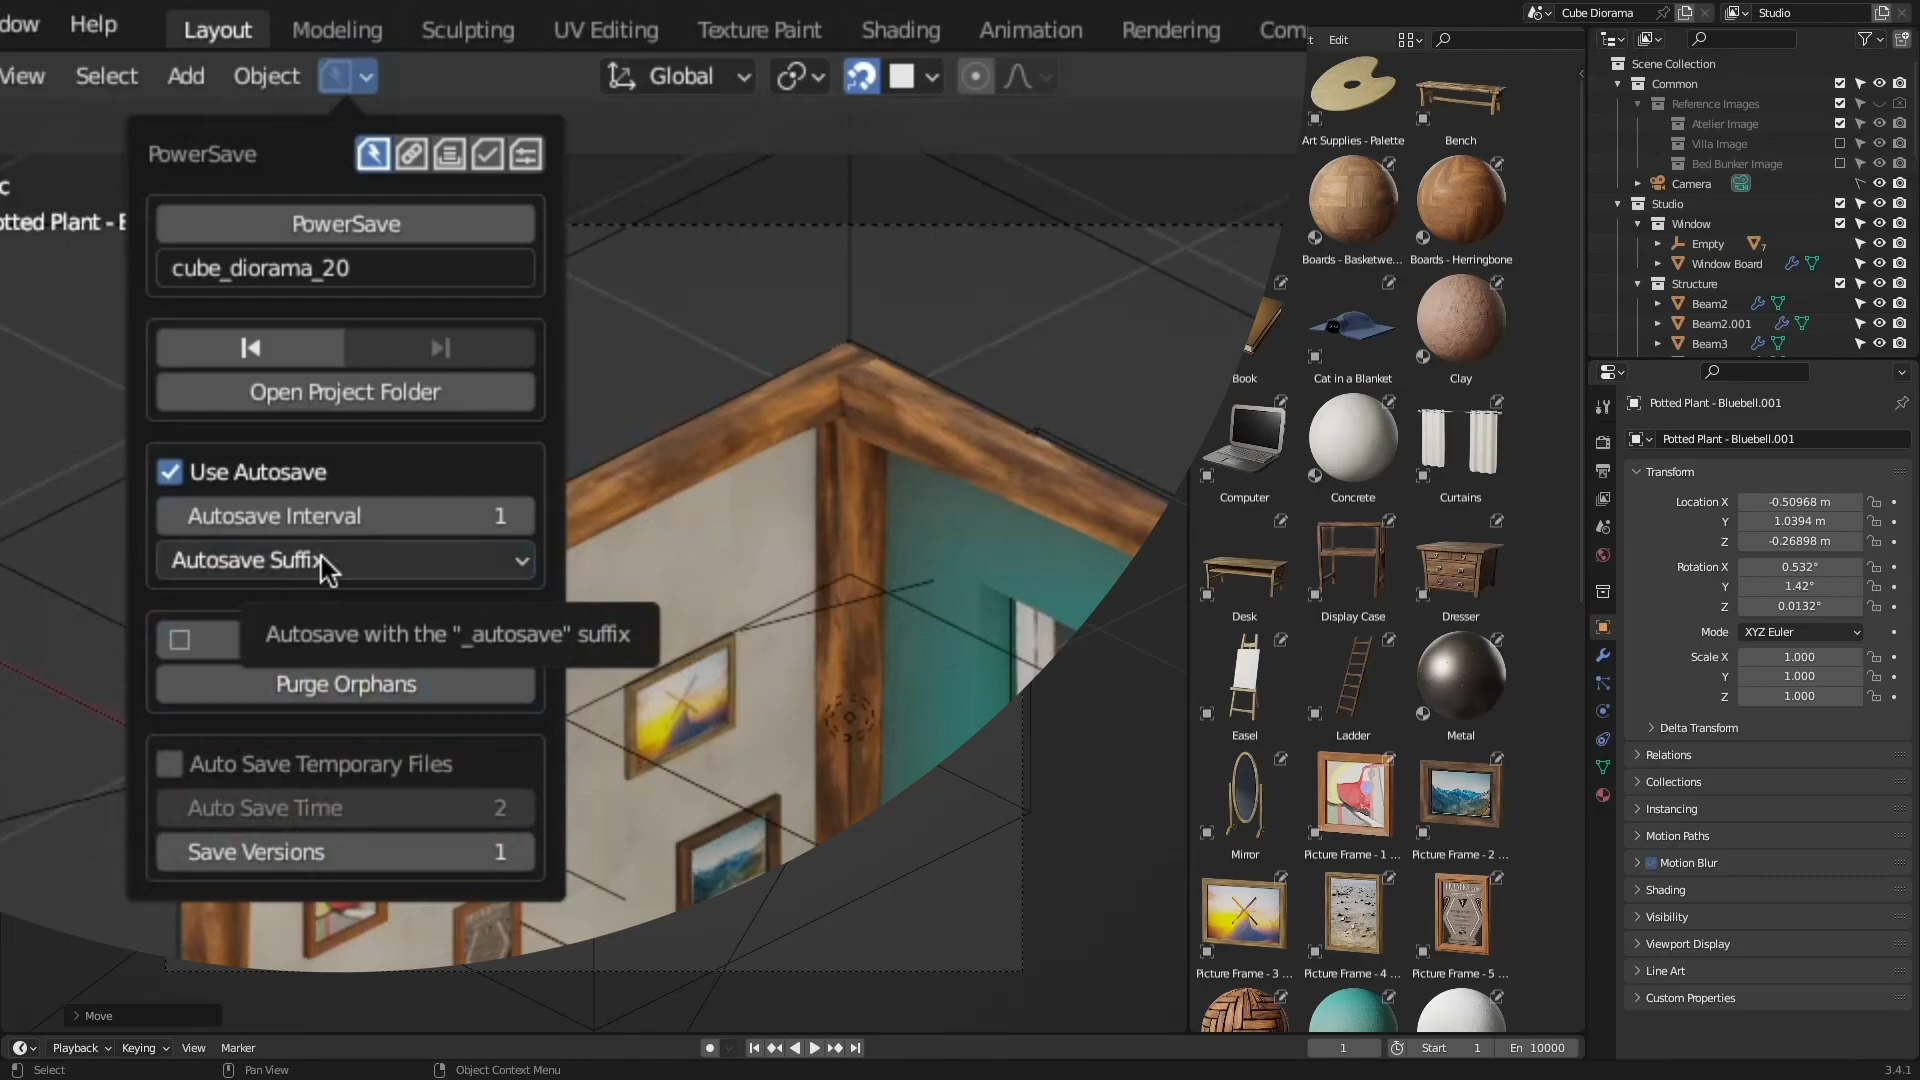 dow Help Layout Modeling Sculpting UV Editing Texture Paint Shading Animation Rendering Com
View Select Add Object Global
c
otted Plant - B
PowerSave
PowerSave
cube_diorama_20
Open Project Folder
Use Autosave
Autosave Interval 1
Autosave Suffix
Autosave with the "_autosave" suffix
Purge Orphans
Auto Save Temporary Files
Auto Save Time 2
Save Versions 1
Move
t Edit
Art Supplies - Palette Bench
Boards - Basketwe... Boards - Herringbone
Book Cat in a Blanket Clay
Computer Concrete Curtains
Desk Display Case Dresser
Easel Ladder Metal
Mirror Picture Frame - 1 ... Picture Frame - 2 ...
Picture Frame - 3 ... Picture Frame - 4 ... Picture Frame - 5 ...
Cube Diorama Studio
Scene Collection
Common
Reference Images
Atelier Image
Villa Image
Bed Bunker Image
Camera
Studio
Window
Empty 7
Window Board
Structure
Beam2
Beam2.001
Beam3
Potted Plant - Bluebell.001
Potted Plant - Bluebell.001
Transform
Location X -0.50968 m
Y 1.0394 m
Z -0.26898 m
Rotation X 0.532°
Y 1.42°
Z 0.0132°
Mode XYZ Euler
Scale X 1.000
Y 1.000
Z 1.000
Delta Transform
Relations
Collections
Instancing
Motion Paths
Motion Blur
Shading
Visibility
Viewport Display
Line Art
Custom Properties
Playback Keying View Marker 1 Start 1 En 10000
Select Pan View Object Context Menu 3.4.1